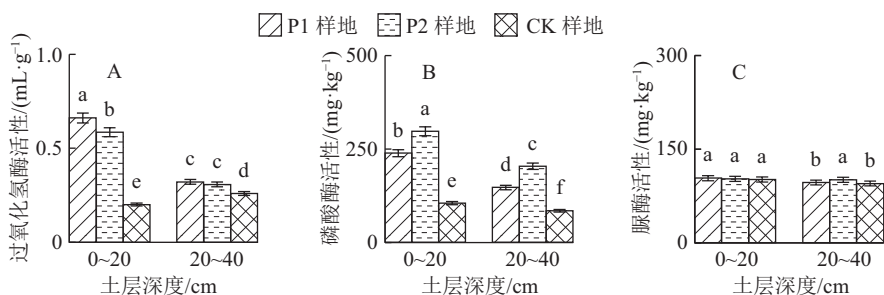 P1 样地 P2 样地 CK 样地
过氧化氢酶活性/(mL·g⁻¹)
1.0
0.5
0
A
a
b
e
c
c
d
0~20 20~40
土层深度/cm
磷酸酶活性/(mg·kg⁻¹)
500
250
0
B
b
a
e
d
c
f
0~20 20~40
土层深度/cm
脲酶活性/(mg·kg⁻¹)
300
150
0
C
a
a
a
b
a
b
0~20 20~40
土层深度/cm